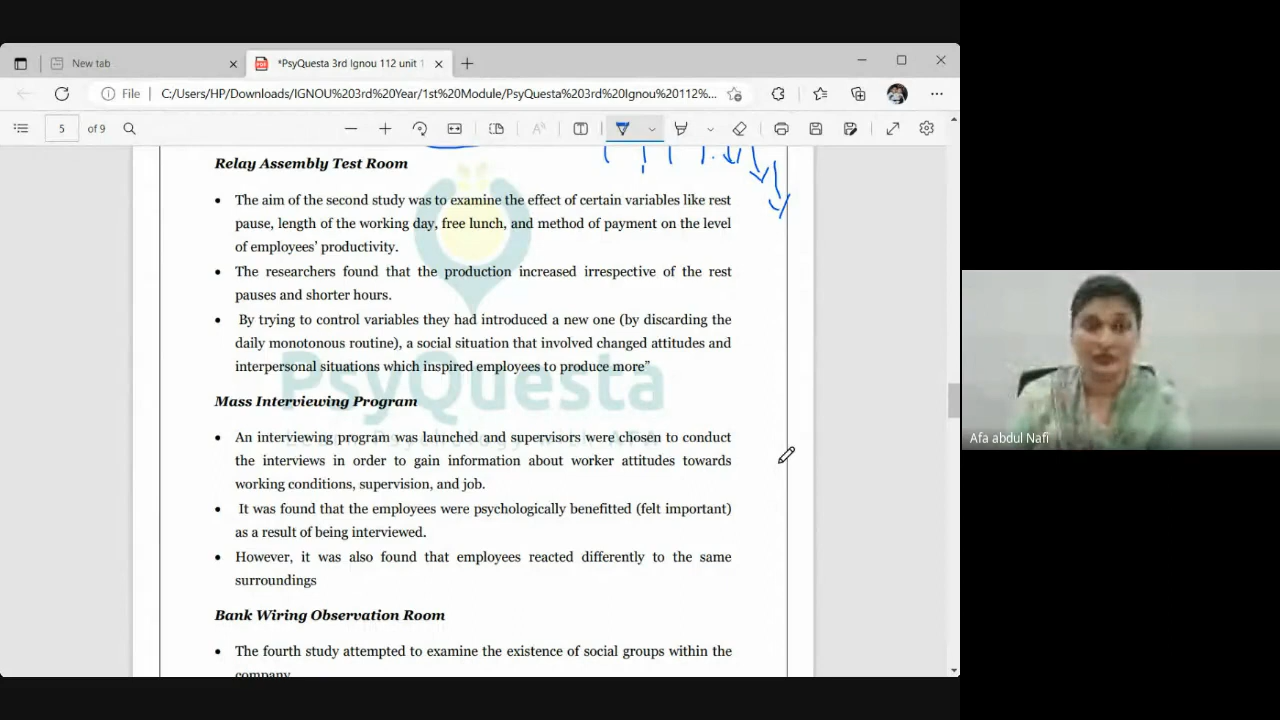 New tab
*PsyQuesta 3rd Ignou 112 unit 1
File
C:/Users/HP/Downloads/IGNOU%203rd%20Year/1st%20Module/PsyQuesta%203rd%20Ignou%20112%...
5 of 9
Relay Assembly Test Room
• The aim of the second study was to examine the effect of certain variables like rest
pause, length of the working day, free lunch, and method of payment on the level
of employees' productivity.
• The researchers found that the production increased irrespective of the rest
pauses and shorter hours.
• By trying to control variables they had introduced a new one (by discarding the
daily monotonous routine), a social situation that involved changed attitudes and
interpersonal situations which inspired employees to produce more”
PsyQuesta
Mass Interviewing Program
• An interviewing program was launched and supervisors were chosen to conduct
the interviews in order to gain information about worker attitudes towards
working conditions, supervision, and job.
• It was found that the employees were psychologically benefitted (felt important)
as a result of being interviewed.
• However, it was also found that employees reacted differently to the same
surroundings
Bank Wiring Observation Room
• The fourth study attempted to examine the existence of social groups within the
company.
Afa abdul Nafi